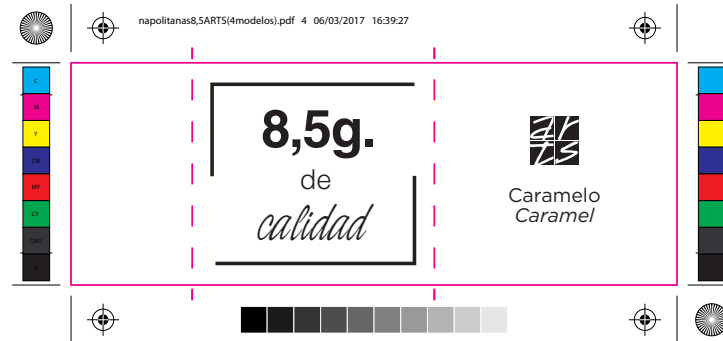 napolitanas8,5ARTS(4modelos).pdf 4 06/03/2017 16:39:27
C
M
Y
CM
MY
CY
CMY
K
8,5g.
de
calidad
arts
Caramelo
Caramel